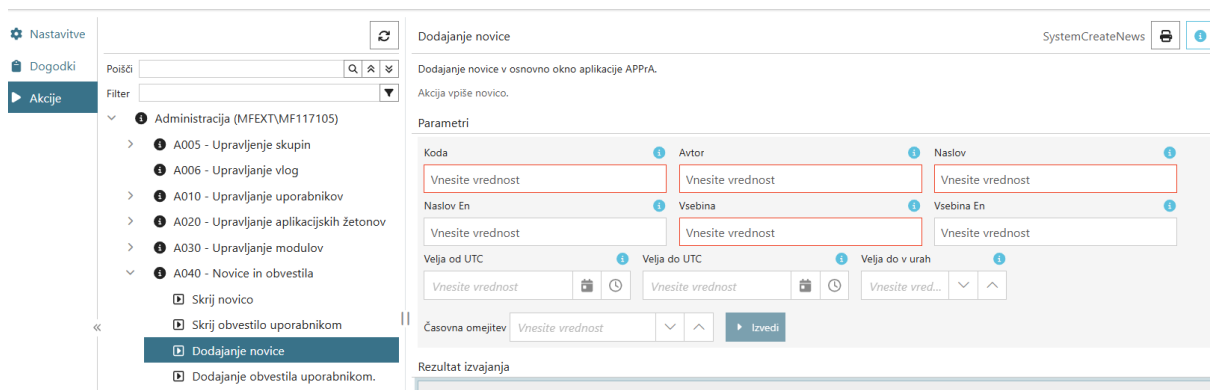 Nastavitve
Dogodki
Akcije
Poišči
Filter
Administracija (MFEXT\MF117105)
A005 - Upravljenje skupin
A006 - Upravljanje vlog
A010 - Upravljanje uporabnikov
A020 - Upravljanje aplikacijskih žetonov
A030 - Upravljanje modulov
A040 - Novice in obvestila
Skrij novico
Skrij obvestilo uporabnikom
Dodajanje novice
Dodajanje obvestila uporabnikom.
Dodajanje novice SystemCreateNews
Dodajanje novice v osnovno okno aplikacije APPrA.
Akcija vpiše novico.
Parametri
Koda Avtor Naslov
Vnesite vrednost Vnesite vrednost Vnesite vrednost
Naslov En Vsebina Vsebina En
Vnesite vrednost Vnesite vrednost Vnesite vrednost
Velja od UTC Velja do UTC Velja do v urah
Vnesite vrednost Vnesite vrednost Vnesite vred...
Časovna omejitev Vnesite vrednost Izvedi
Rezultat izvajanja